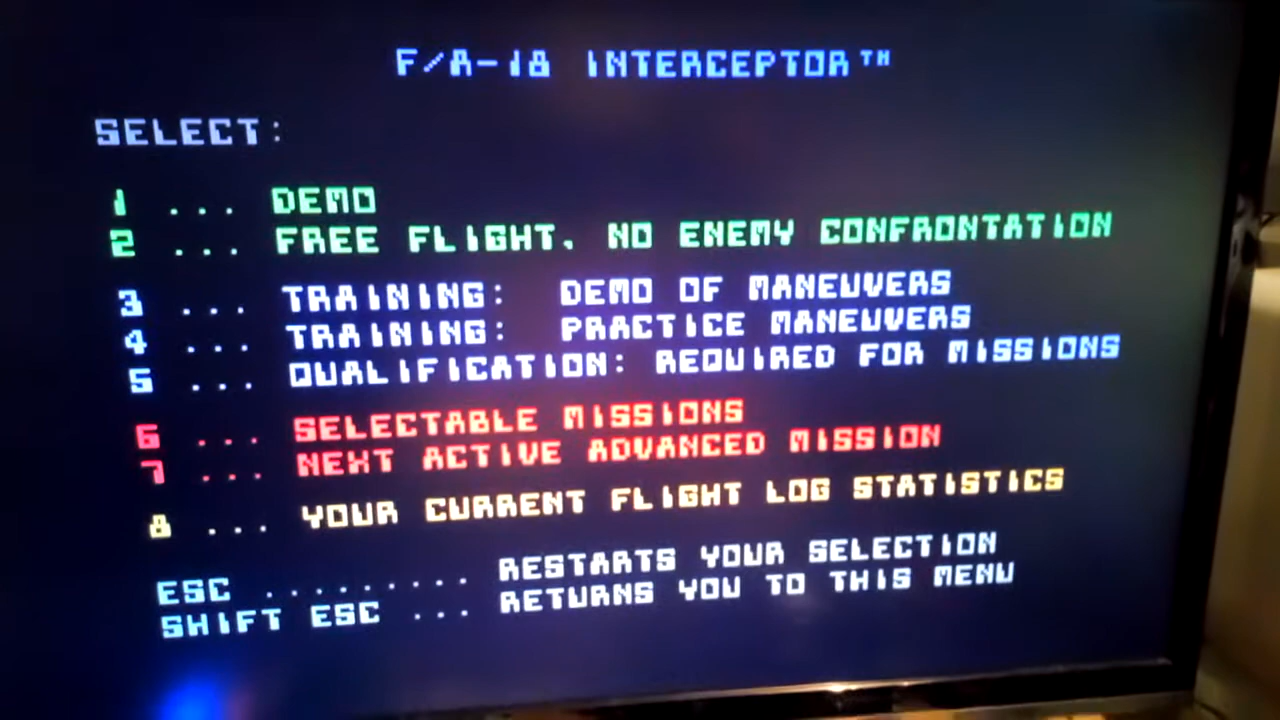 F/A-18 INTERCEPTOR™
SELECT:
1 ... DEMO
2 ... FREE FLIGHT, NO ENEMY CONFRONTATION
3 ... TRAINING: DEMO OF MANEUVERS
4 ... TRAINING: PRACTICE MANEUVERS
5 ... QUALIFICATION: REQUIRED FOR MISSIONS
6 ... SELECTABLE MISSIONS
7 ... NEXT ACTIVE ADVANCED MISSION
8 ... YOUR CURRENT FLIGHT LOG STATISTICS
ESC ......... RESTARTS YOUR SELECTION
SHIFT ESC ... RETURNS YOU TO THIS MENU